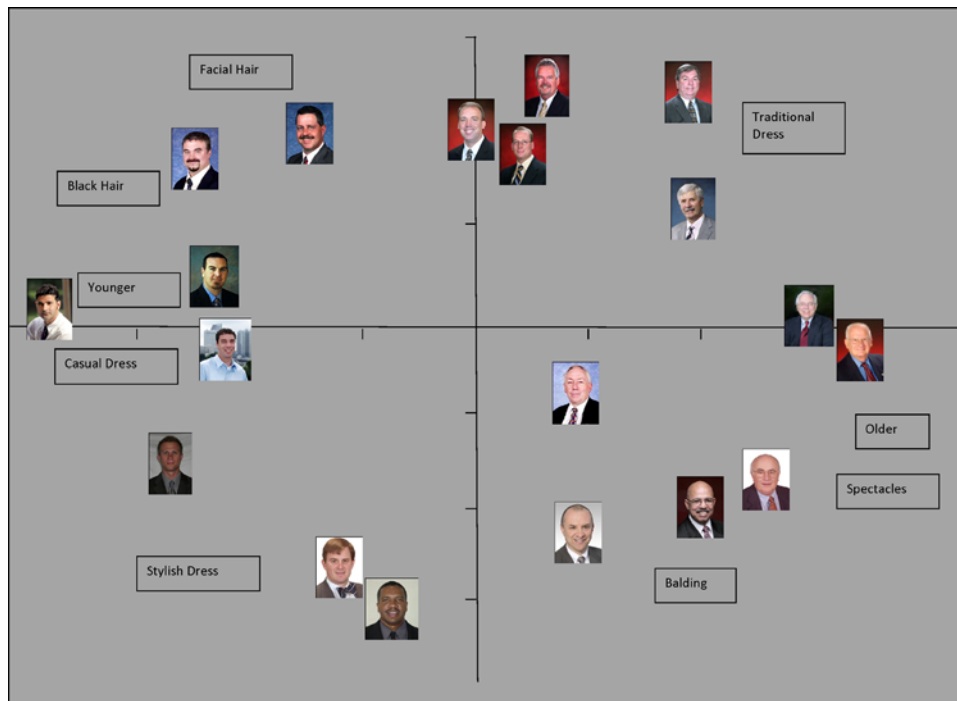 Facial Hair
Traditional
Dress
Black Hair
Younger
Casual Dress
Older
Spectacles
Stylish Dress
Balding